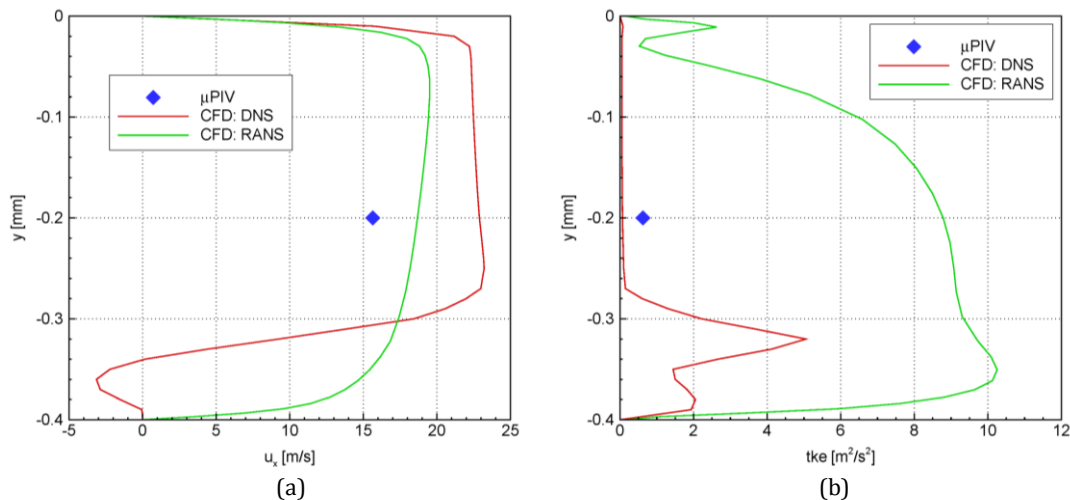 0
-0.1
-0.2
-0.3
-0.4
y [mm]
-5
0
5
10
15
20
25
u_x [m/s]
μPIV
CFD: DNS
CFD: RANS
(a)
0
-0.1
-0.2
-0.3
-0.4
y [mm]
0
2
4
6
8
10
12
tke [m²/s²]
μPIV
CFD: DNS
CFD: RANS
(b)